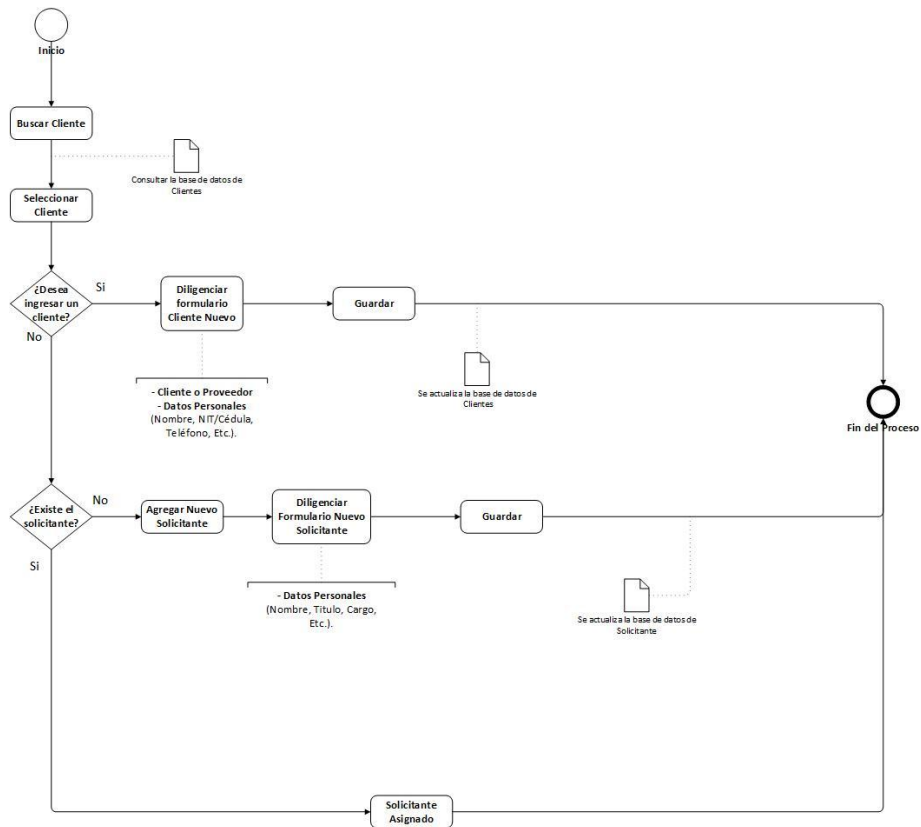 Inicio
Buscar Cliente
Consultar la base de datos de
Clientes
Seleccionar
Cliente
¿Desea
ingresar un
cliente?
Si
No
Diligenciar
formulario
Cliente Nuevo
Guardar
- Cliente o Proveedor
- Datos Personales
(Nombre, NIT/Cédula,
Teléfono, Etc.).
Se actualiza la base de datos de
Clientes
Fin del Proceso
¿Existe el
solicitante?
No
Si
Agregar Nuevo
Solicitante
Diligenciar
Formulario Nuevo
Solicitante
Guardar
- Datos Personales
(Nombre, Titulo, Cargo,
Etc.).
Se actualiza la base de datos de
Solicitante
Solicitante
Asignado